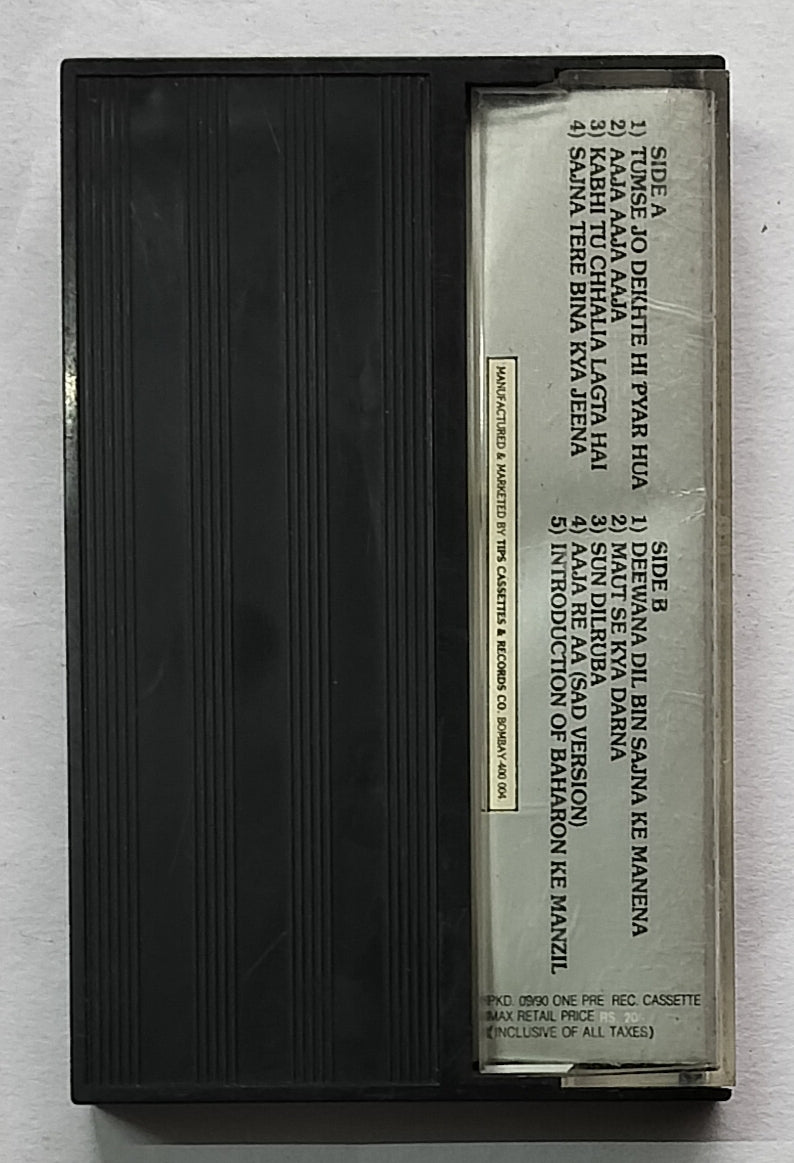 SIDE A
1) TUMSE JO DEKHTE HI PYAR HUA
2) AAJA AAJA AAJA
3) KABHI TU CHHALIA LAGTA HAI
4) SAJNA TERE BINA KYA JEENA
SIDE B
1) DEEWANA DIL BIN SAJNA KE MANENA
2) MAUT SE KYA DARNA
3) SUN DILRUBA
4) AAJA RE AA (SAD VERSION)
5) INTRODUCTION OF BAHARON KE MANZIL
MANUFACTURED & MARKETED BY TIPS CASSETTES & RECORDS CO. BOMBAY-400 004
PKD. 09/90 ONE PRE REC. CASSETTE
MAX RETAIL PRICE RS. 20/-
(INCLUSIVE OF ALL TAXES)